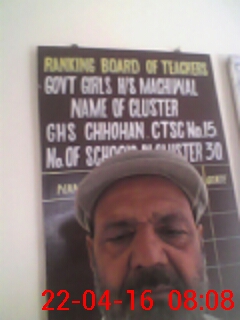 RANKING BOARD OF TEACHERS
GOVT GIRLS H/S MACHIWAL
NAME OF CLUSTER
GHS CHHOHAN CTSC No.15
No. OF SCHOOLS IN CLUSTER 30
22-04-16 08:08